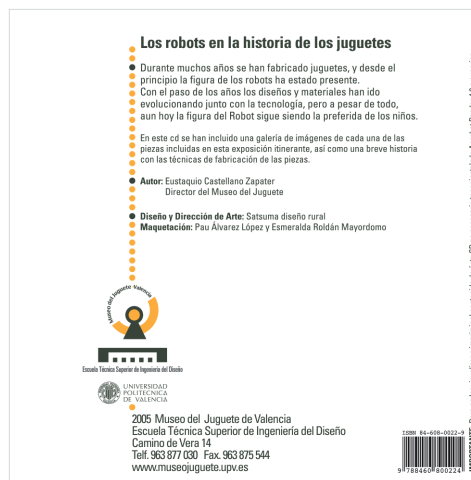 Los robots en la historia de los juguetes
Durante muchos años se han fabricado juguetes, y desde el
principio la figura de los robots ha estado presente.
Con el paso de los años los diseños y materiales han ido
evolucionando junto con la tecnología, pero a pesar de todo,
aun hoy la figura del Robot sigue siendo la preferida de los niños.
En este cd se han incluido una galería de imágenes de cada una de las
piezas incluidas en esta exposición itinerante, así como una breve historia
con las técnicas de fabricación de las piezas.
Autor: Eustaquio Castellano Zapater
Director del Museo del Juguete
Diseño y Dirección de Arte: Satsuma diseño rural
Maquetación: Pau Álvarez López y Esmeralda Roldán Mayordomo
Museo del Juguete Valencia
Escuela Técnica Superior de Ingeniería del Diseño
UNIVERSIDAD
POLITECNICA
DE VALENCIA
2005 Museo del Juguete de Valencia
Escuela Técnica Superior de Ingeniería del Diseño
Camino de Vera 14
Telf. 963 877 030 Fax. 963 875 544
www.museojuguete.upv.es
ISBN 84-608-0022-9
9 788460 800224
IMPORTANTE